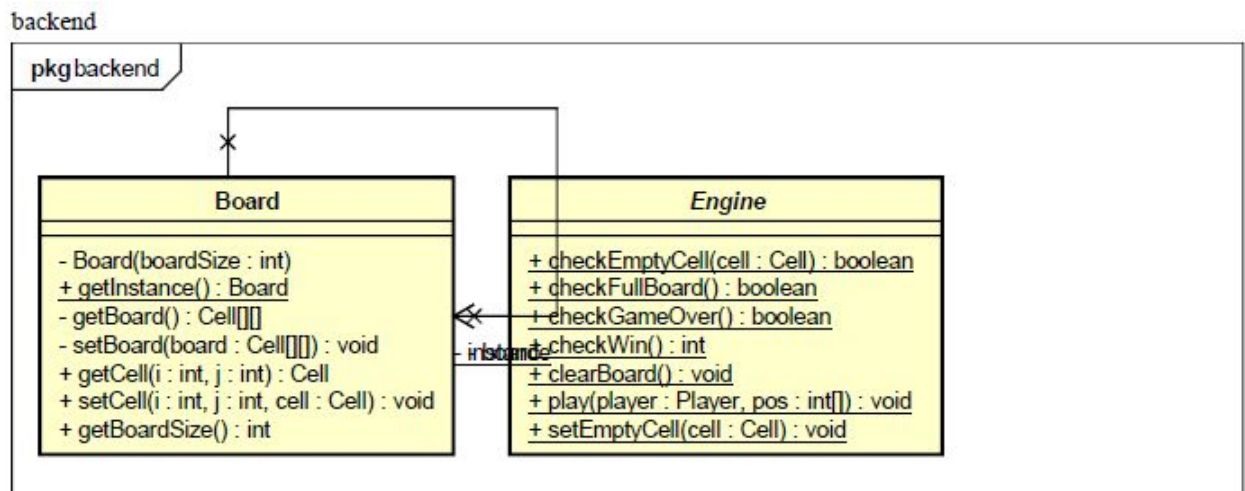 backend
pkg backend
Board
- Board(boardSize : int)
+ getInstance() : Board
- getBoard() : Cell[][]
- setBoard(board : Cell[][]) : void
+ getCell(i : int, j : int) : Cell
+ setCell(i : int, j : int, cell : Cell) : void
+ getBoardSize() : int
Engine
+ checkEmptyCell(cell : Cell) : boolean
+ checkFullBoard() : boolean
+ checkGameOver() : boolean
+ checkWin() : int
+ clearBoard() : void
+ play(player : Player, pos : int[]) : void
+ setEmptyCell(cell : Cell) : void